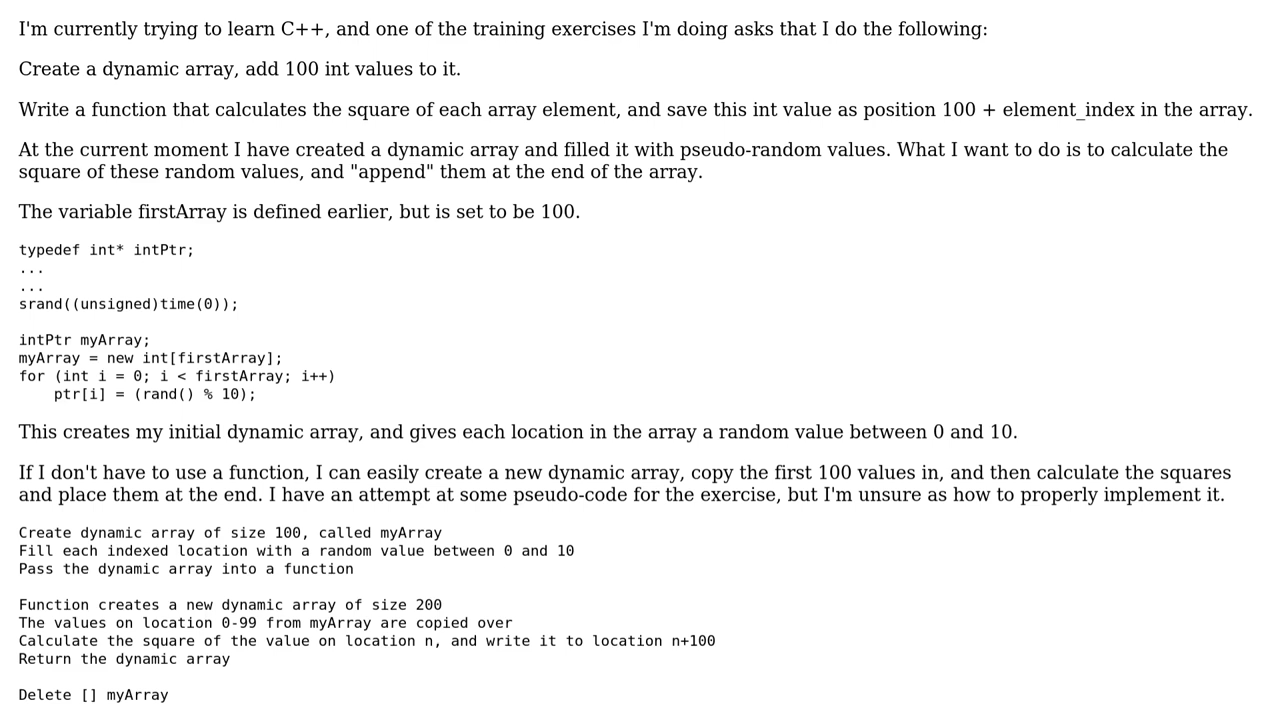 I'm currently trying to learn C++, and one of the training exercises I'm doing asks that I do the following:
Create a dynamic array, add 100 int values to it.
Write a function that calculates the square of each array element, and save this int value as position 100 + element_index in the array.
At the current moment I have created a dynamic array and filled it with pseudo-random values. What I want to do is to calculate the
square of these random values, and "append" them at the end of the array.
The variable firstArray is defined earlier, but is set to be 100.
typedef int* intPtr;
...
...
srand((unsigned)time(0));
intPtr myArray;
myArray = new int[firstArray];
for (int i = 0; i < firstArray; i++)
    ptr[i] = (rand() % 10);
This creates my initial dynamic array, and gives each location in the array a random value between 0 and 10.
If I don't have to use a function, I can easily create a new dynamic array, copy the first 100 values in, and then calculate the squares
and place them at the end. I have an attempt at some pseudo-code for the exercise, but I'm unsure as how to properly implement it.
Create dynamic array of size 100, called myArray
Fill each indexed location with a random value between 0 and 10
Pass the dynamic array into a function
Function creates a new dynamic array of size 200
The values on location 0-99 from myArray are copied over
Calculate the square of the value on location n, and write it to location n+100
Return the dynamic array
Delete [] myArray